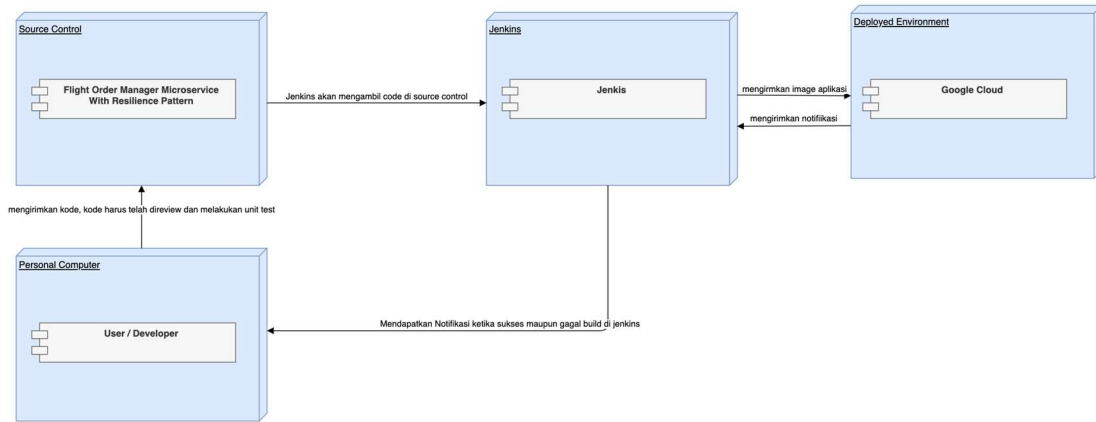 Source Control
Flight Order Manager Microservice
With Resilience Pattern
Jenkins akan mengambil code di source control
Jenkins
Jenkis
mengirmkan image aplikasi
mengirimkan notifiikasi
Deployed Environment
Google Cloud
mengirimkan kode, kode harus telah direview dan melakukan unit test
Personal Computer
User / Developer
Mendapatkan Notifikasi ketika sukses maupun gagal build di jenkins